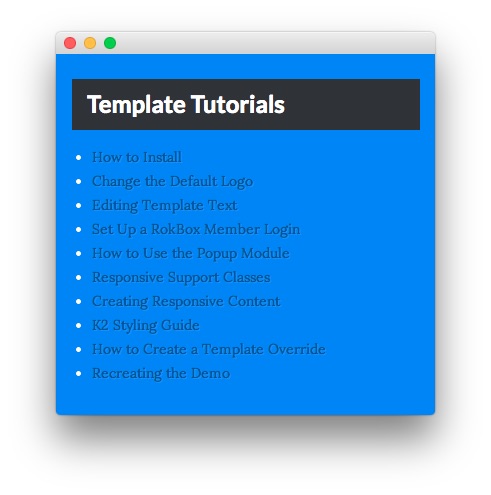 Template Tutorials
How to Install
Change the Default Logo
Editing Template Text
Set Up a RokBox Member Login
How to Use the Popup Module
Responsive Support Classes
Creating Responsive Content
K2 Styling Guide
How to Create a Template Override
Recreating the Demo